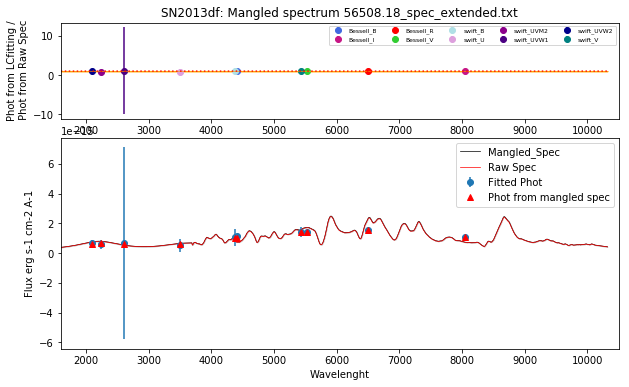 SN2013df: Mangled spectrum 56508.18_spec_extended.txt
Phot from LCfitting /
Phot from Raw Spec
10
0
−10
Bessell_B
Bessell_R
swift_B
swift_UVM2
swift_UVW2
Bessell_I
Bessell_V
swift_U
swift_UVW1
swift_V
2000 3000 4000 5000 6000 7000 8000 9000 10000
1e−15
Flux erg s-1 cm-2 A-1
6
4
2
0
−2
−4
−6
Mangled_Spec
Raw Spec
Fitted Phot
Phot from mangled spec
2000 3000 4000 5000 6000 7000 8000 9000 10000
Wavelenght